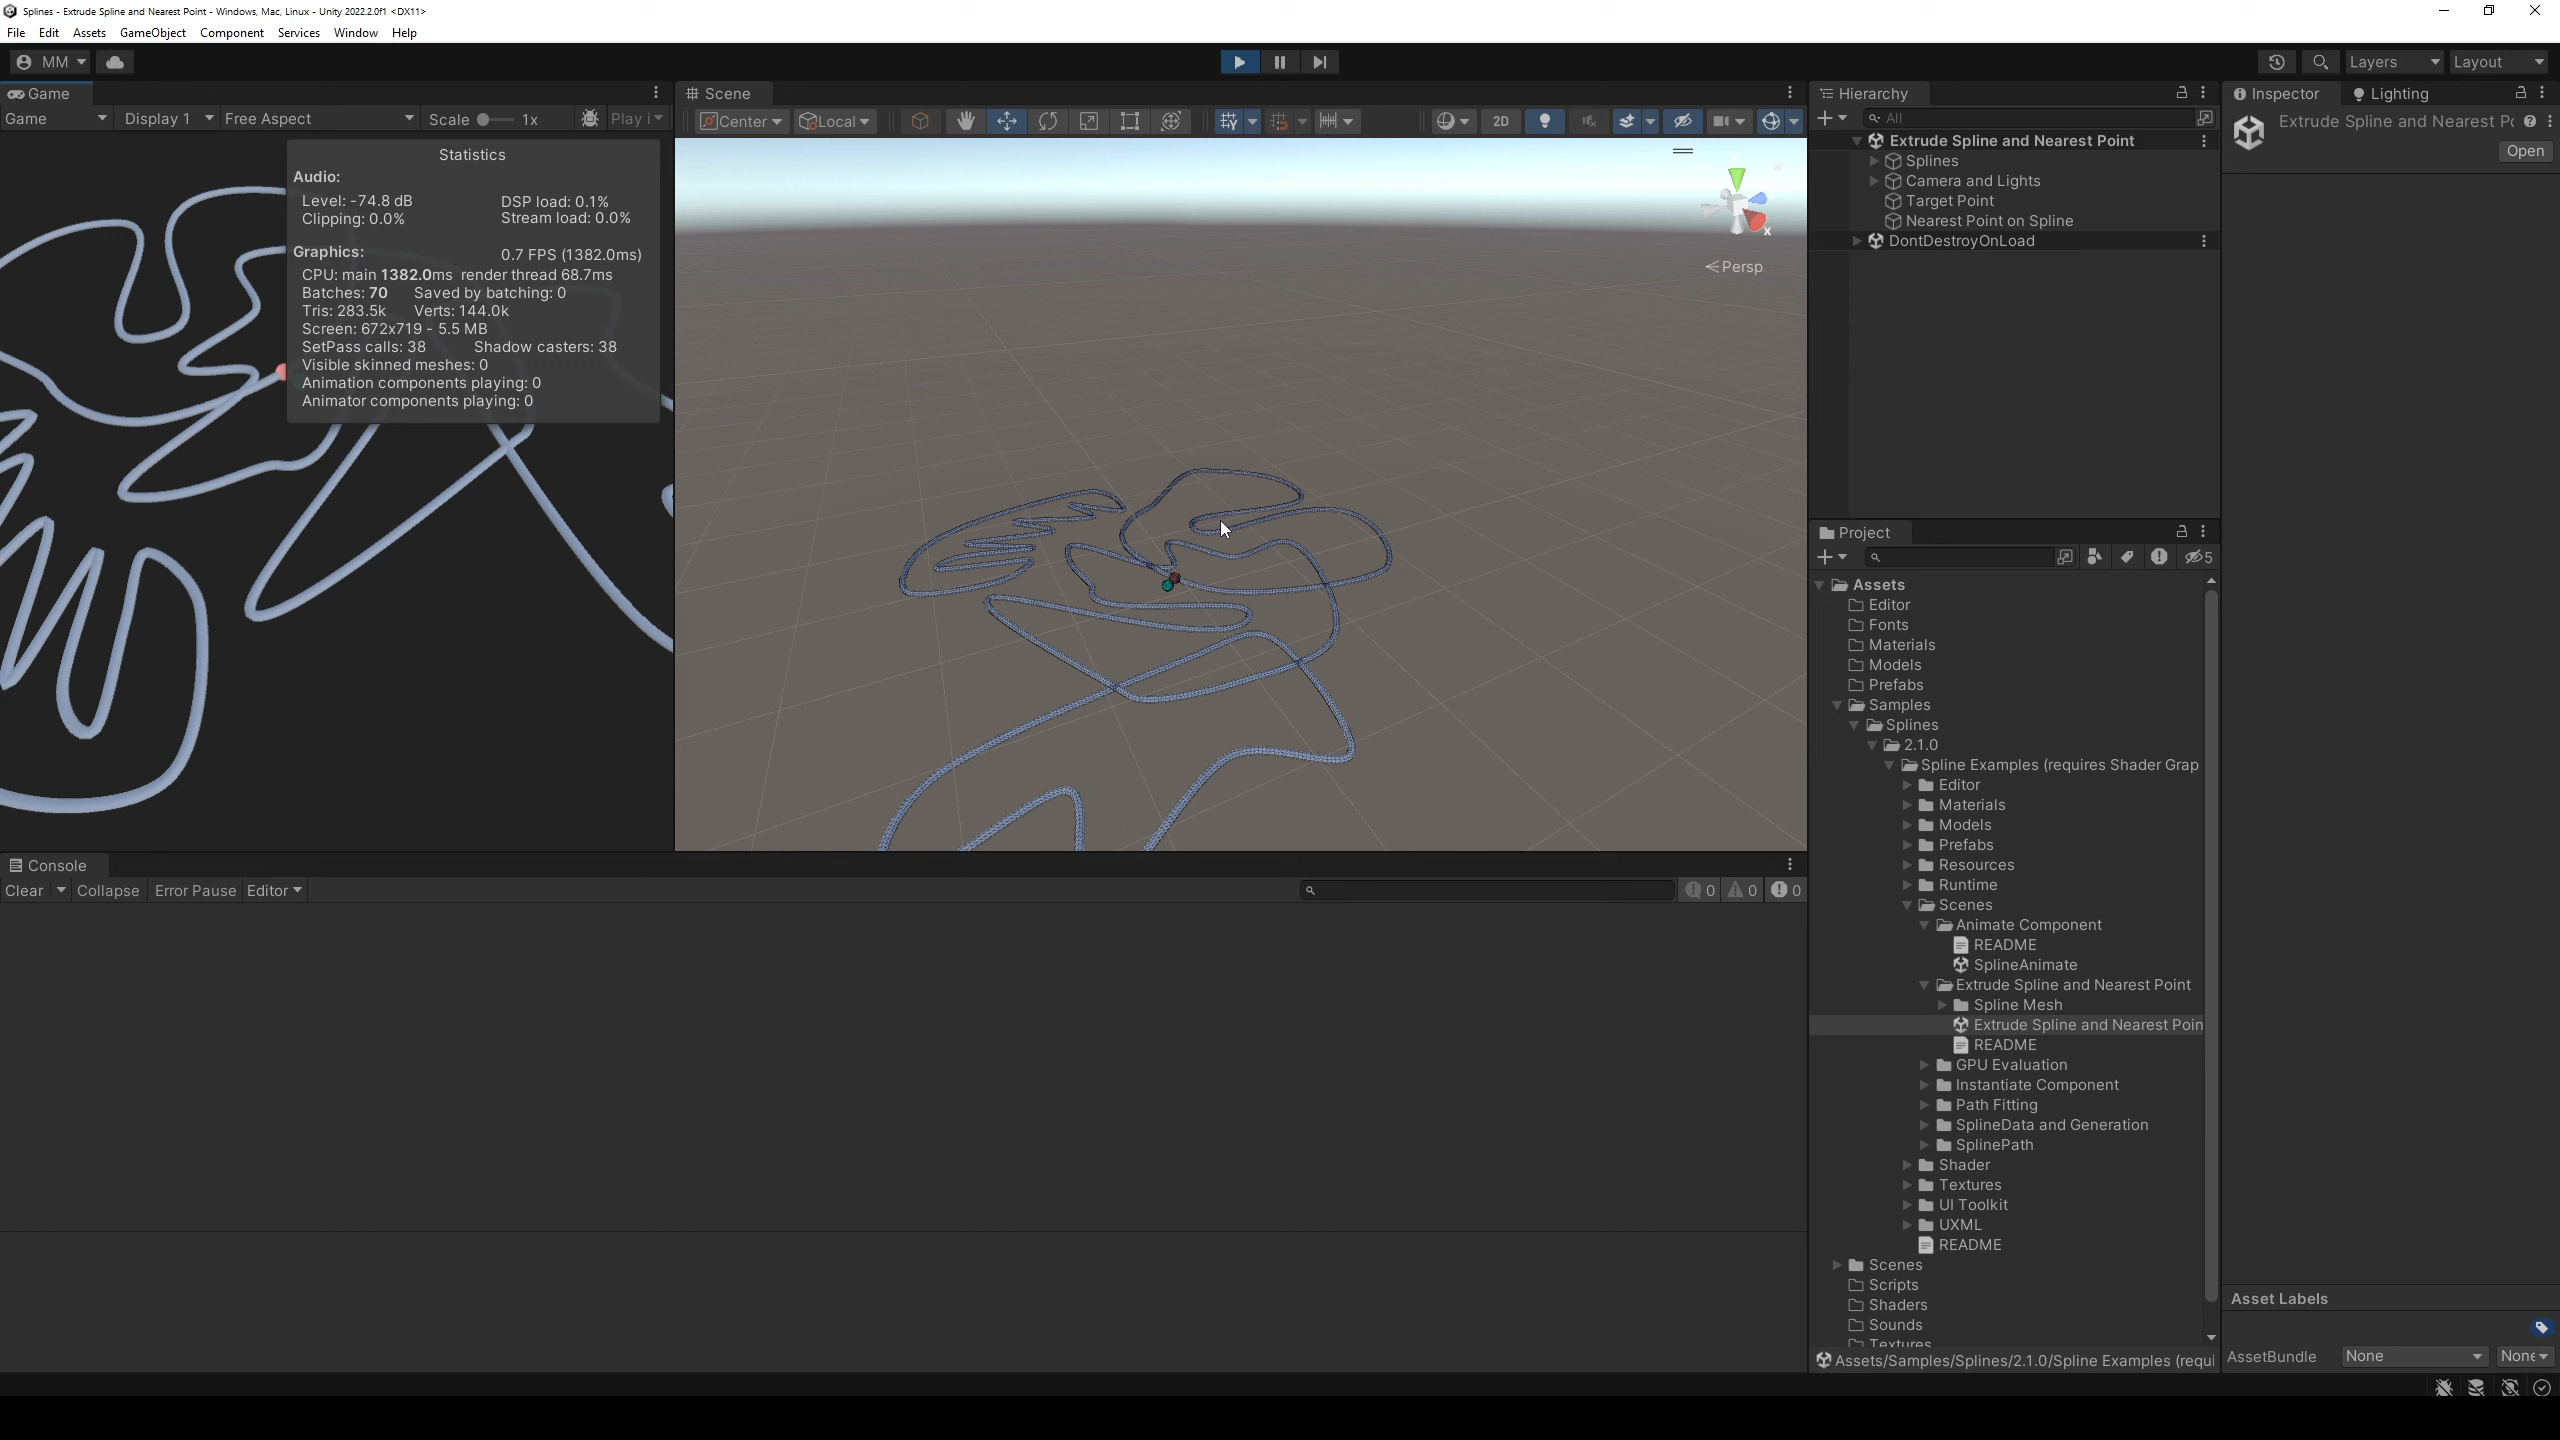 Splines - Extrude Spline and Nearest Point - Windows, Mac, Linux - Unity 2022.2.0f1 <DX11>
File Edit Assets GameObject Component Services Window Help
MM
Layers Layout
Game
Game Display 1 Free Aspect Scale 1x Play i
Statistics
Audio:
Level: -74.8 dB DSP load: 0.1%
Clipping: 0.0% Stream load: 0.0%
Graphics: 0.7 FPS (1382.0ms)
CPU: main 1382.0ms render thread 68.7ms
Batches: 70 Saved by batching: 0
Tris: 283.5k Verts: 144.0k
Screen: 672x719 - 5.5 MB
SetPass calls: 38 Shadow casters: 38
Visible skinned meshes: 0
Animation components playing: 0
Animator components playing: 0
Scene
Center Local 2D
x
Persp
Console
Clear Collapse Error Pause Editor 0 0 0
Hierarchy
All
Extrude Spline and Nearest Point
Splines
Camera and Lights
Target Point
Nearest Point on Spline
DontDestroyOnLoad
Project
5
Assets
Editor
Fonts
Materials
Models
Prefabs
Samples
Splines
2.1.0
Spline Examples (requires Shader Grap
Editor
Materials
Models
Prefabs
Resources
Runtime
Scenes
Animate Component
README
SplineAnimate
Extrude Spline and Nearest Point
Spline Mesh
Extrude Spline and Nearest Poin
README
GPU Evaluation
Instantiate Component
Path Fitting
SplineData and Generation
SplinePath
Shader
Textures
UI Toolkit
UXML
README
Scenes
Scripts
Shaders
Sounds
Textures
Assets/Samples/Splines/2.1.0/Spline Examples (requi
Inspector Lighting
Extrude Spline and Nearest Pc
Open
Asset Labels
AssetBundle None None